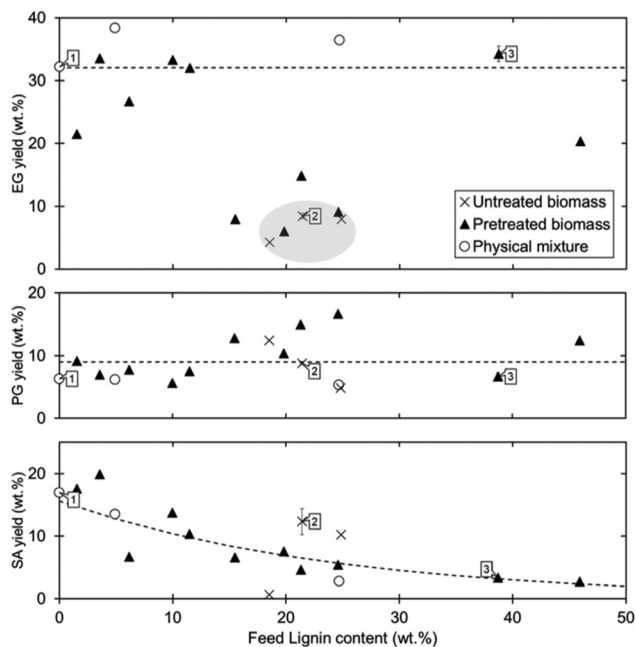 40
30
20
10
0
EG yield (wt.%)
1
3
2
Untreated biomass
Pretreated biomass
Physical mixture
20
10
0
PG yield (wt.%)
1
2
3
20
10
0
SA yield (wt.%)
1
2
3
0 10 20 30 40 50
Feed Lignin content (wt.%)